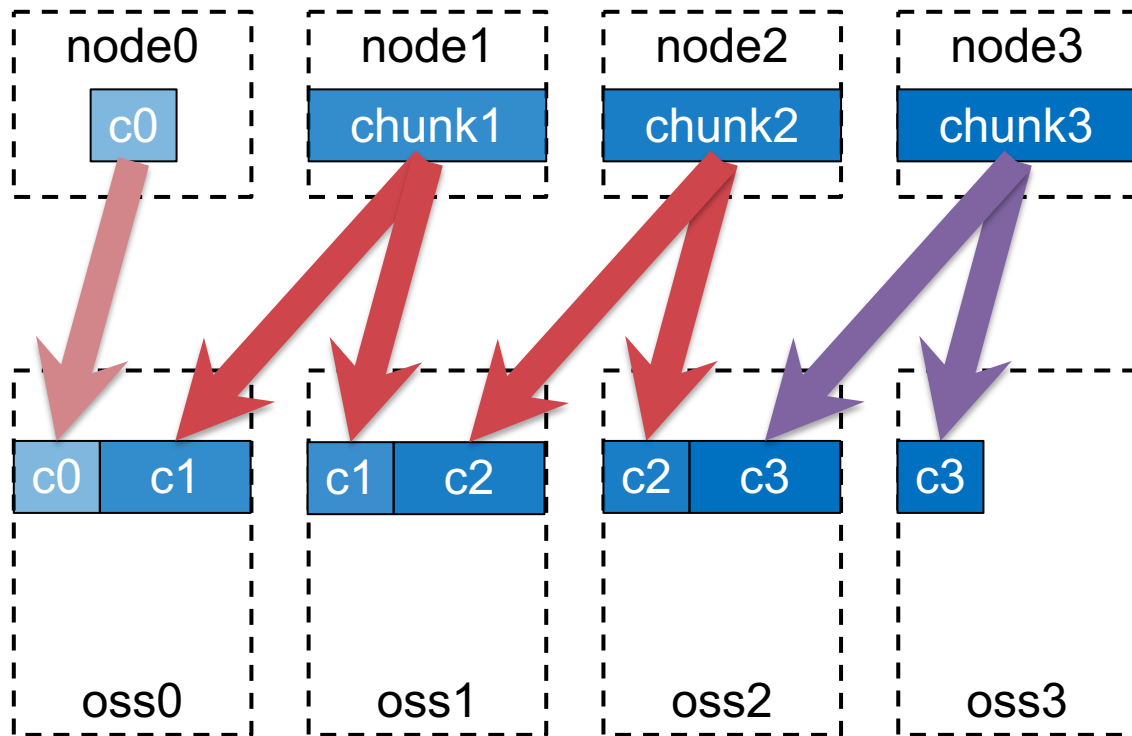 node0 node1 node2 node3
c0 chunk1 chunk2 chunk3
c0 c1 c1 c2 c2 c3 c3
oss0 oss1 oss2 oss3